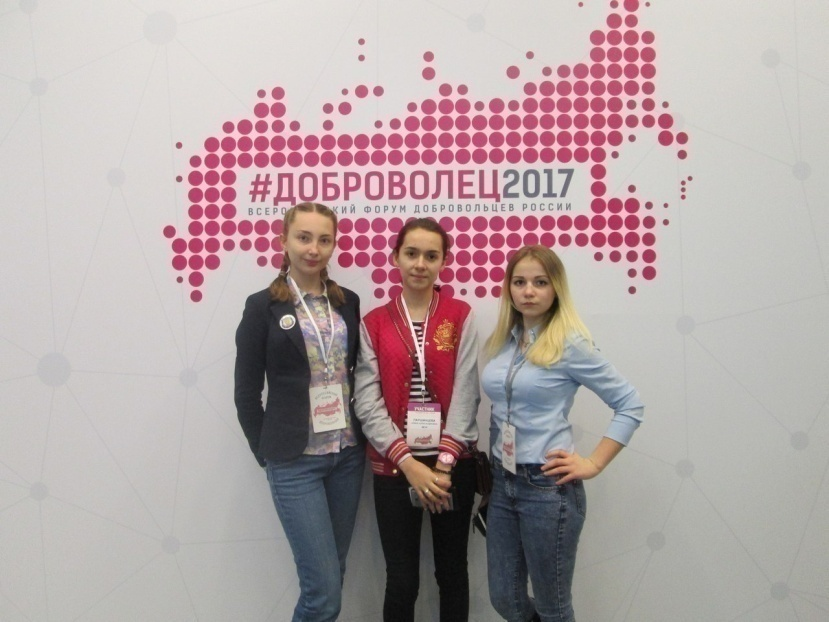 #ДОБРОВОЛЕЦ2017
ФОРУМ ДОБРОВОЛЬЦЕВ РОССИИ
УЧАСТНИК